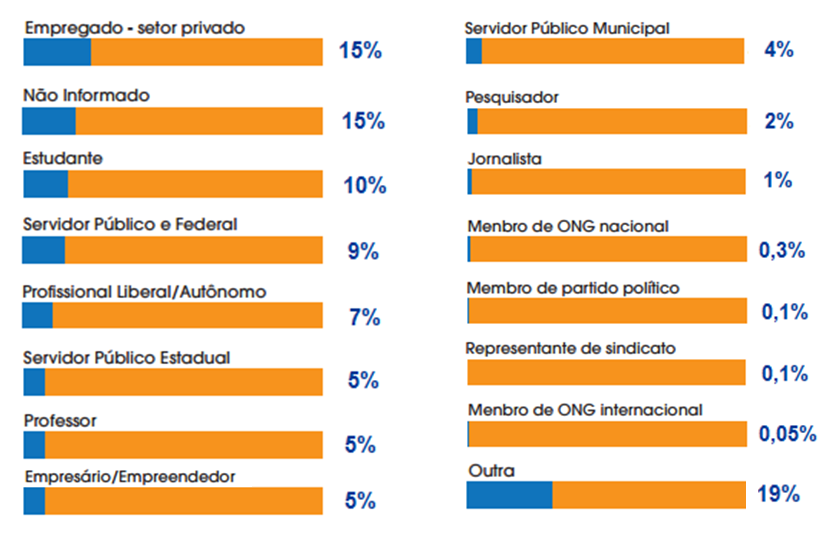 Empregado - setor privado
15%
Não Informado
15%
Estudante
10%
Servidor Público e Federal
9%
Profissional Liberal/Autônomo
7%
Servidor Público Estadual
5%
Professor
5%
Empresário/Empreendedor
5%
Servidor Público Municipal
4%
Pesquisador
2%
Jornalista
1%
Menbro de ONG nacional
0,3%
Membro de partido político
0,1%
Representante de sindicato
0,1%
Menbro de ONG internacional
0,05%
Outra
19%